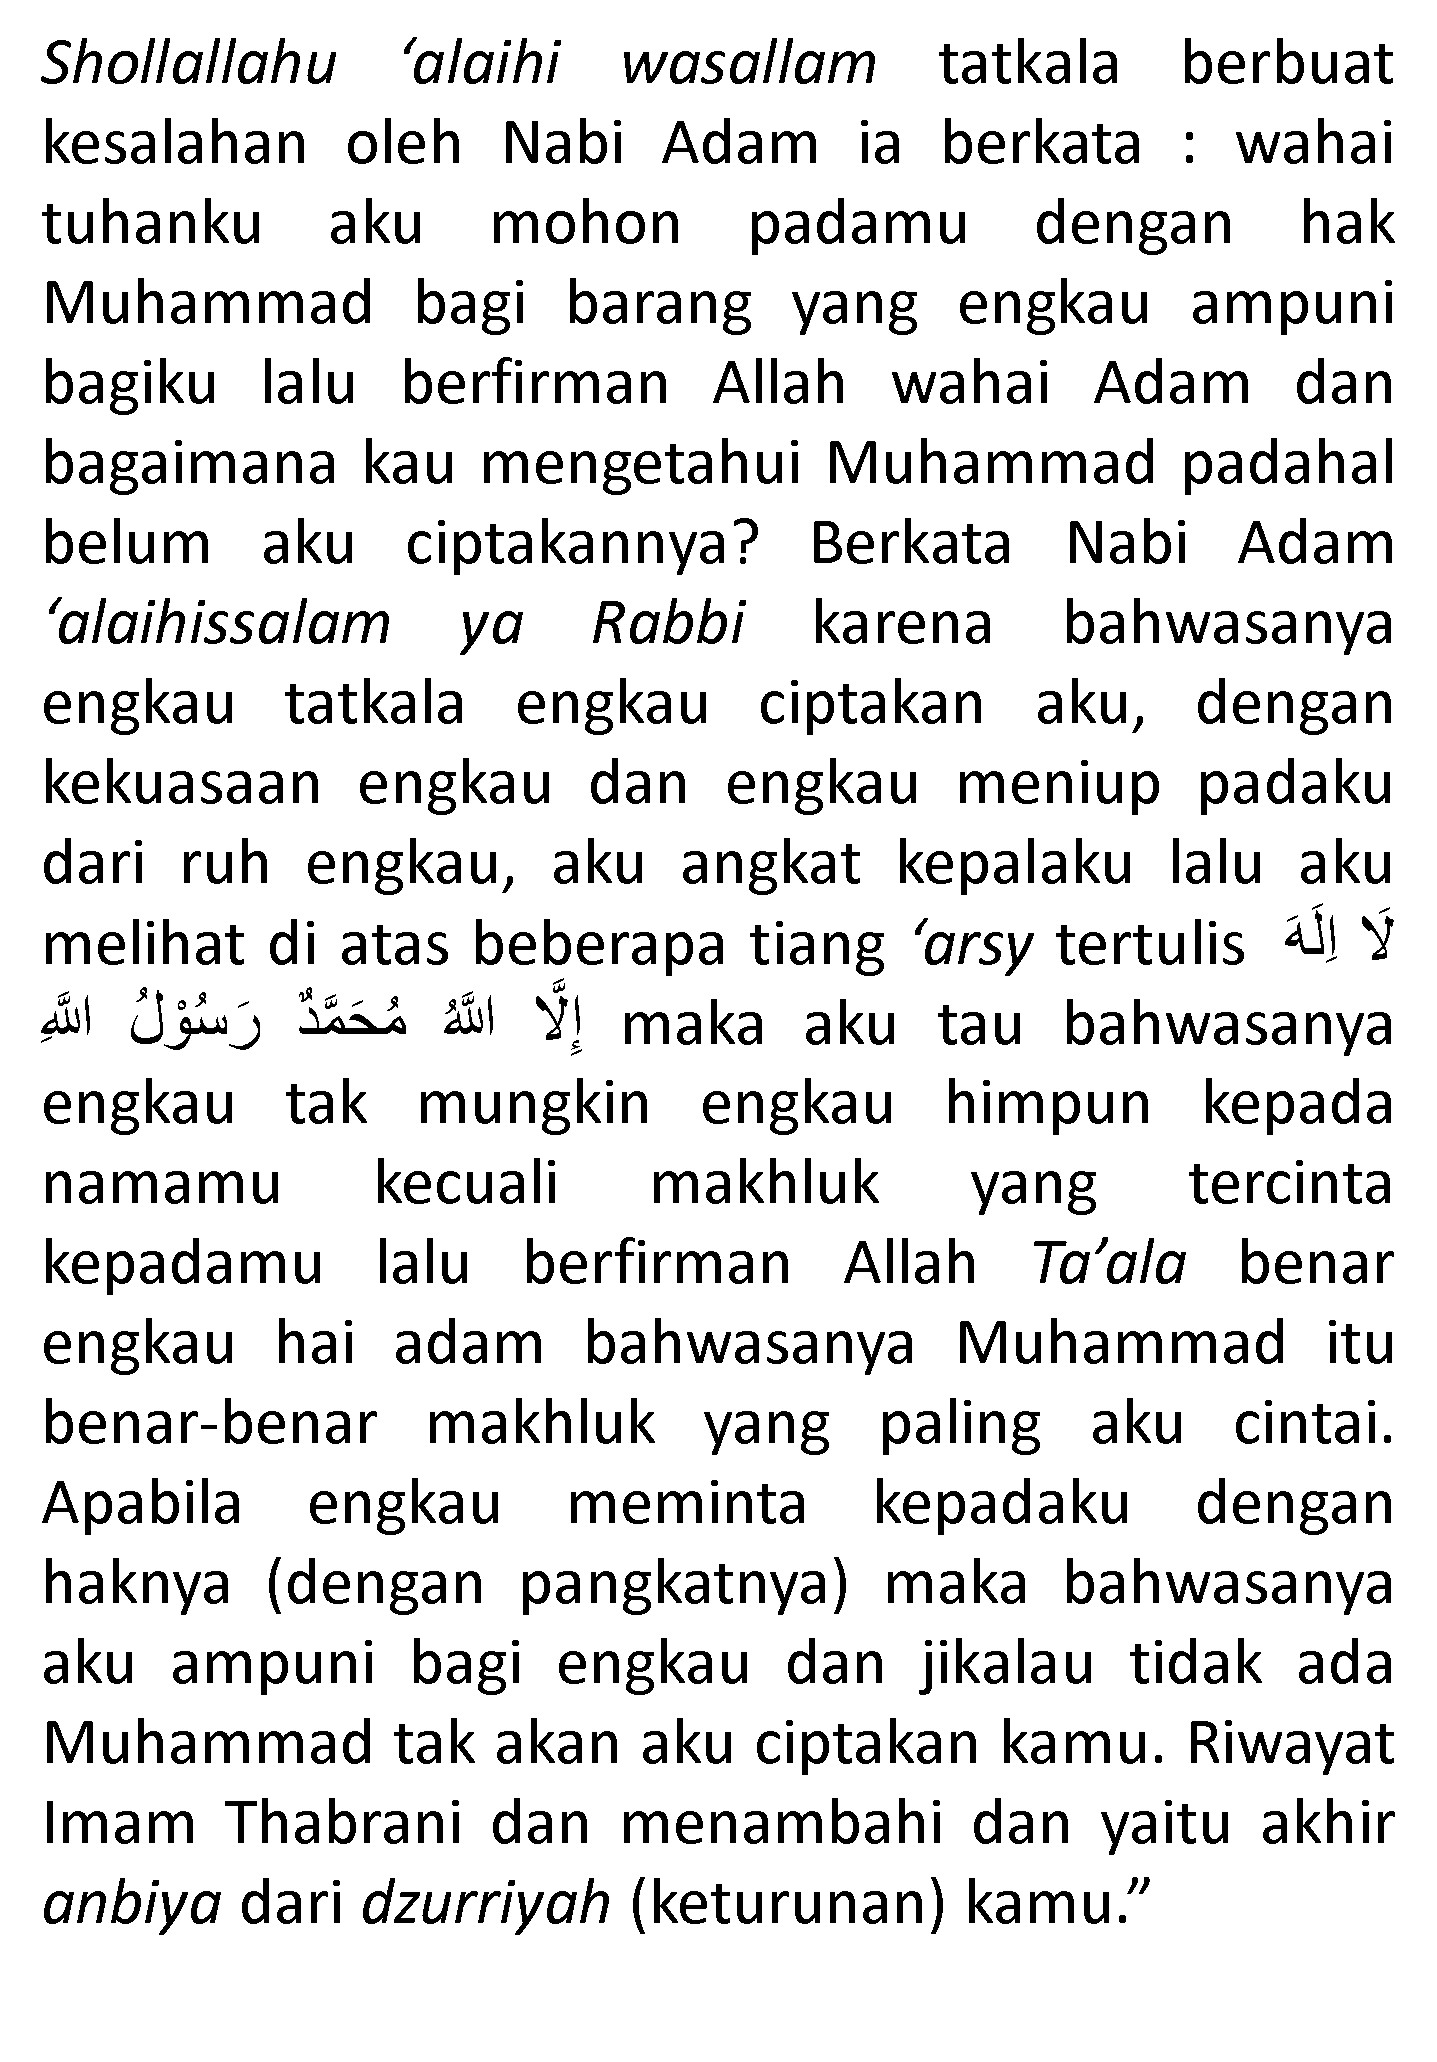 Shollallahu ‘alaihi wasallam tatkala berbuat
kesalahan oleh Nabi Adam ia berkata : wahai
tuhanku aku mohon padamu dengan hak
Muhammad bagi barang yang engkau ampuni
bagiku lalu berfirman Allah wahai Adam dan
bagaimana kau mengetahui Muhammad padahal
belum aku ciptakannya? Berkata Nabi Adam
‘alaihissalam ya Rabbi karena bahwasanya
engkau tatkala engkau ciptakan aku, dengan
kekuasaan engkau dan engkau meniup padaku
dari ruh engkau, aku angkat kepalaku lalu aku
melihat di atas beberapa tiang ‘arsy tertulis لَا اِلَهَ
إِلَّا اللَّهُ مُحَمَّدٌ رَسُوْلُ اللَّهِ maka aku tau bahwasanya
engkau tak mungkin engkau himpun kepada
namamu kecuali makhluk yang tercinta
kepadamu lalu berfirman Allah Ta’ala benar
engkau hai adam bahwasanya Muhammad itu
benar-benar makhluk yang paling aku cintai.
Apabila engkau meminta kepadaku dengan
haknya (dengan pangkatnya) maka bahwasanya
aku ampuni bagi engkau dan jikalau tidak ada
Muhammad tak akan aku ciptakan kamu. Riwayat
Imam Thabrani dan menambahi dan yaitu akhir
anbiya dari dzurriyah (keturunan) kamu.”